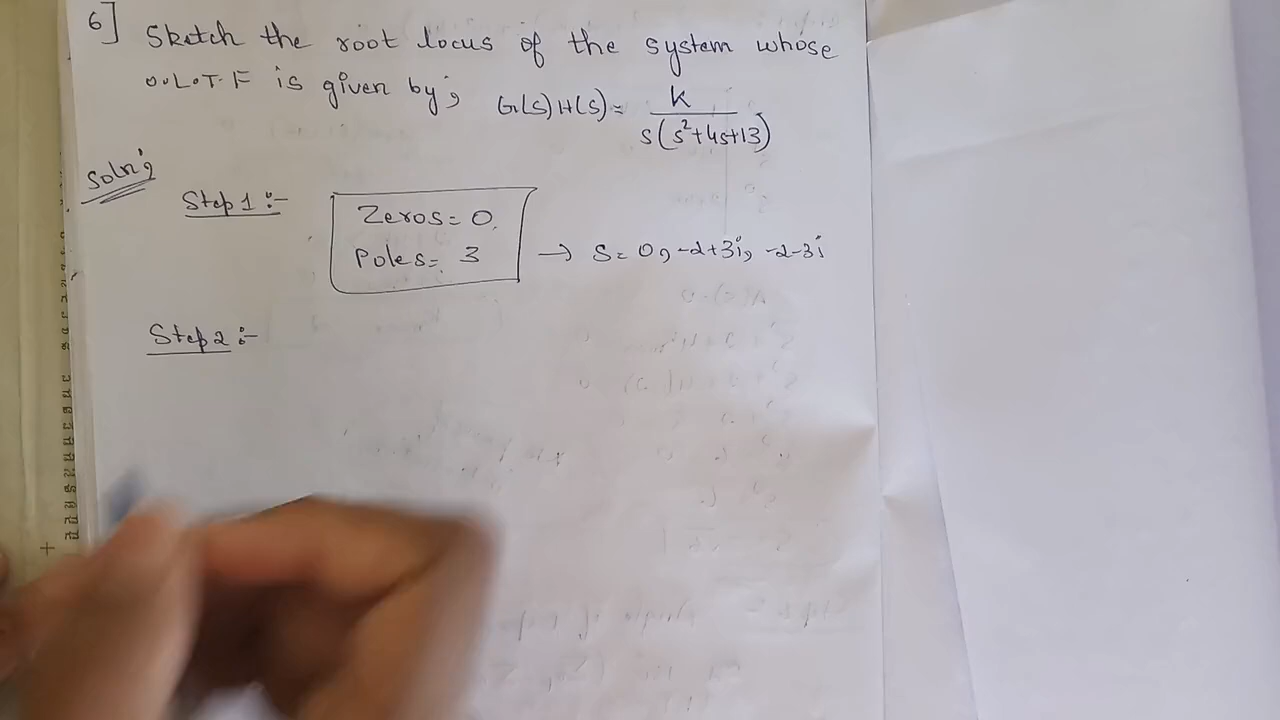 6] Sketch the root locus of the system whose
O.L.T.F is given by, G(s)H(s)= K / s(s²+4s+13)
Soln:,
Step 1 :-
Zeros = 0.
Poles = 3 → S= 0, -2+3i, -2-3i
Step 2 :-